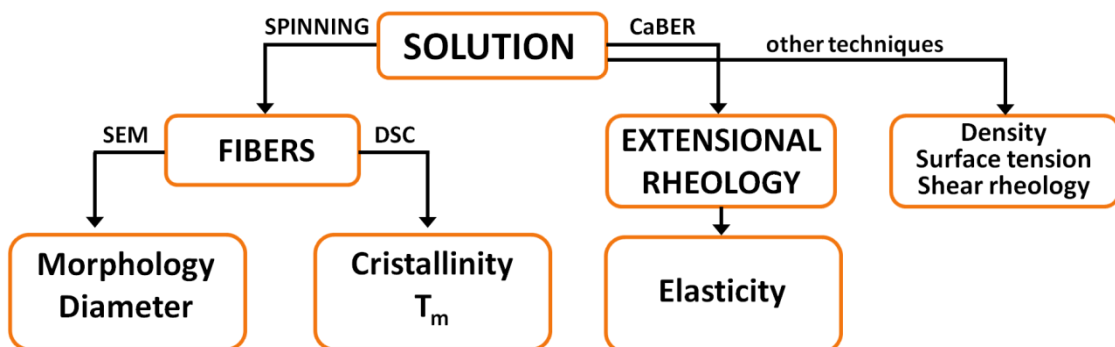 SPINNING
SOLUTION
CaBER
other techniques
SEM
FIBERS
DSC
EXTENSIONAL
RHEOLOGY
Density
Surface tension
Shear rheology
Morphology
Diameter
Cristallinity
Tm
Elasticity